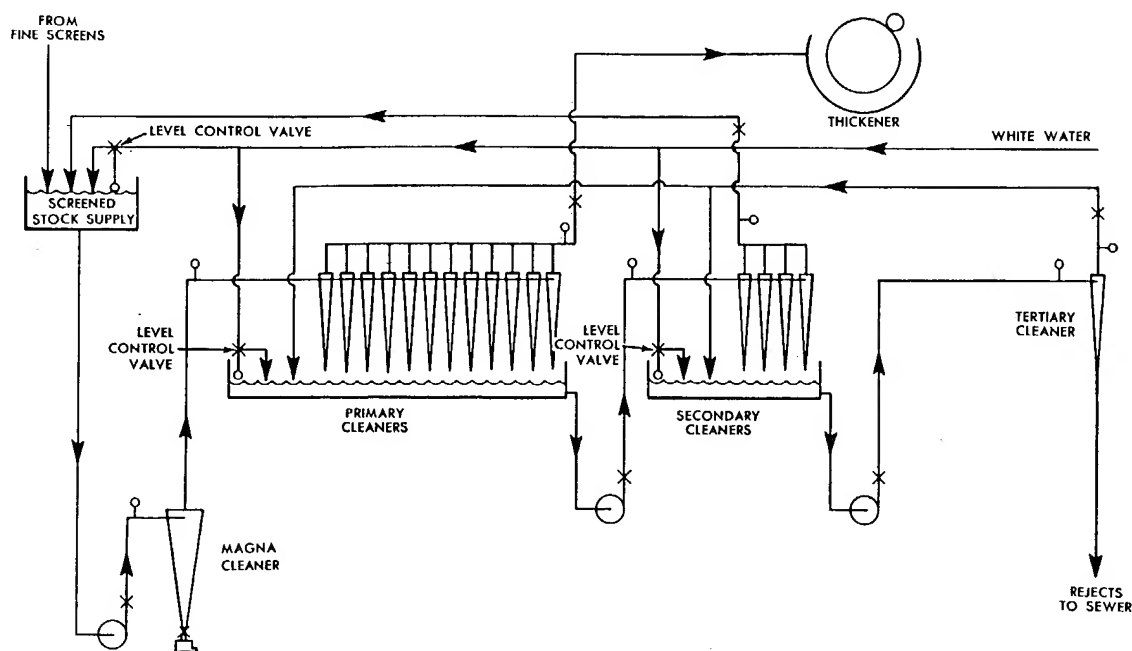 FROM
FINE SCREENS
LEVEL CONTROL VALVE
THICKENER
WHITE WATER
SCREENED
STOCK SUPPLY
LEVEL
CONTROL
VALVE
LEVEL
CONTROL
VALVE
TERTIARY
CLEANER
PRIMARY
CLEANERS
SECONDARY
CLEANERS
MAGNA
CLEANER
REJECTS
TO SEWER